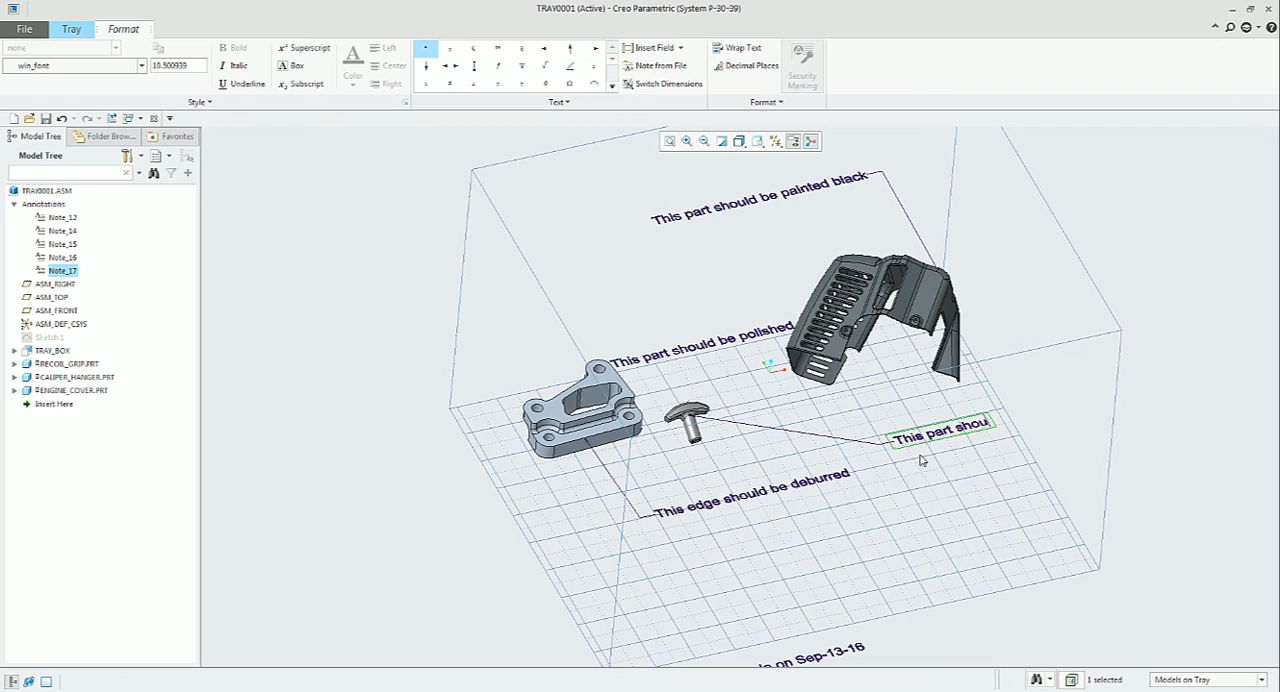 TRAY0001 (Active) - Creo Parametric (System P-30-39)
File Tray Format
none
win_font 10.500939
Bold
Italic
Underline
Superscript
Box
Subscript
Color
Left
Center
Right
Style
Insert Field
Note from File
Switch Dimensions
Text
Wrap Text
Decimal Places
Security Marking
Format
Model Tree Folder Brow... Favorites
Model Tree
TRAY0001.ASM
Annotations
Note_12
Note_14
Note_15
Note_16
Note_17
ASM_RIGHT
ASM_TOP
ASM_FRONT
ASM_DEF_CSYS
Sketch 1
TRAY_BOX
RECOIL_GRIP.PRT
CALIPER_HANGER.PRT
ENGINE_COVER.PRT
Insert Here
This part should be painted black
This part should be polished
This part shou
This edge should be deburred
on Sep-13-16
1 selected
Models on Tray